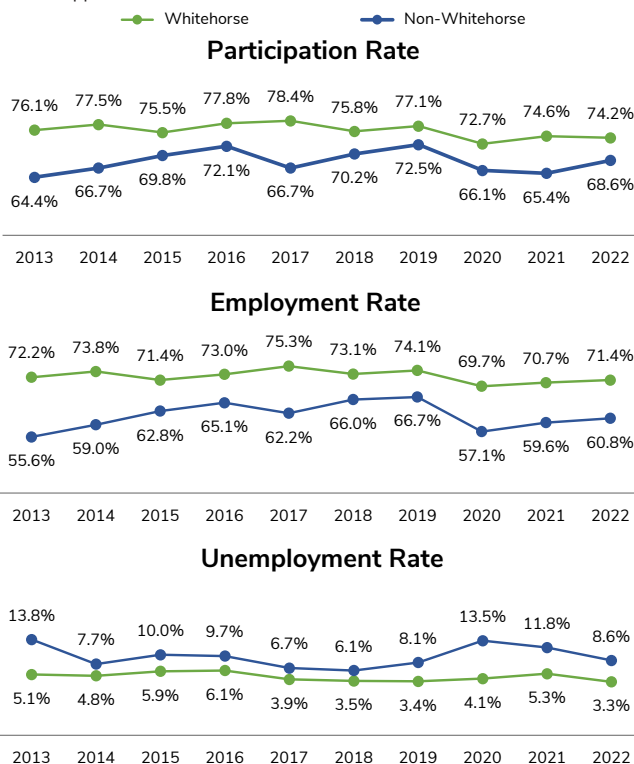 Whitehorse Non-Whitehorse
Participation Rate
76.1% 77.5% 75.5% 77.8% 78.4% 75.8% 77.1% 72.7% 74.6% 74.2%
64.4% 66.7% 69.8% 72.1% 66.7% 70.2% 72.5% 66.1% 65.4% 68.6%
2013 2014 2015 2016 2017 2018 2019 2020 2021 2022
Employment Rate
72.2% 73.8% 71.4% 73.0% 75.3% 73.1% 74.1% 69.7% 70.7% 71.4%
55.6% 59.0% 62.8% 65.1% 62.2% 66.0% 66.7% 57.1% 59.6% 60.8%
2013 2014 2015 2016 2017 2018 2019 2020 2021 2022
Unemployment Rate
13.8% 7.7% 10.0% 9.7% 6.7% 6.1% 8.1% 13.5% 11.8% 8.6%
5.1% 4.8% 5.9% 6.1% 3.9% 3.5% 3.4% 4.1% 5.3% 3.3%
2013 2014 2015 2016 2017 2018 2019 2020 2021 2022